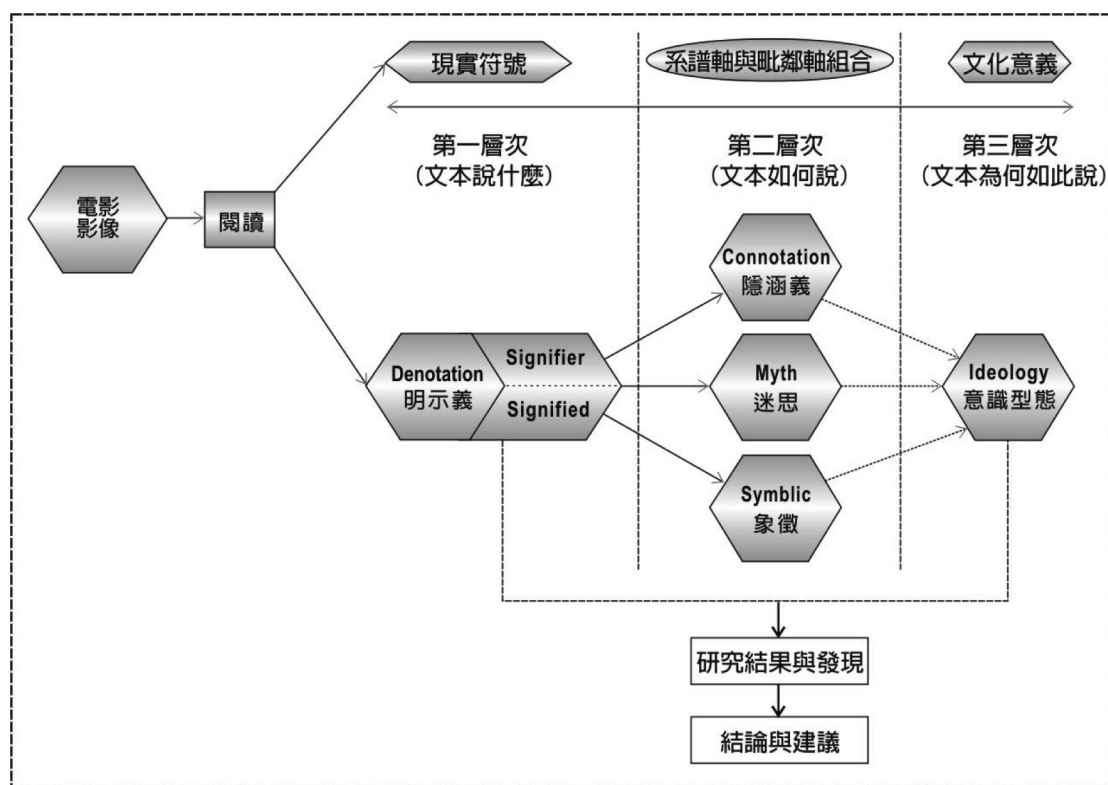 現實符號
系譜軸與毗鄰軸組合
文化意義
第一層次
(文本說什麼)
第二層次
(文本如何說)
第三層次
(文本為何如此說)
電影
影像
閱讀
Connotation
隱涵義
Denotation
明示義
Signifier
Signified
Myth
迷思
Ideology
意識型態
Symblic
象徵
研究結果與發現
結論與建議